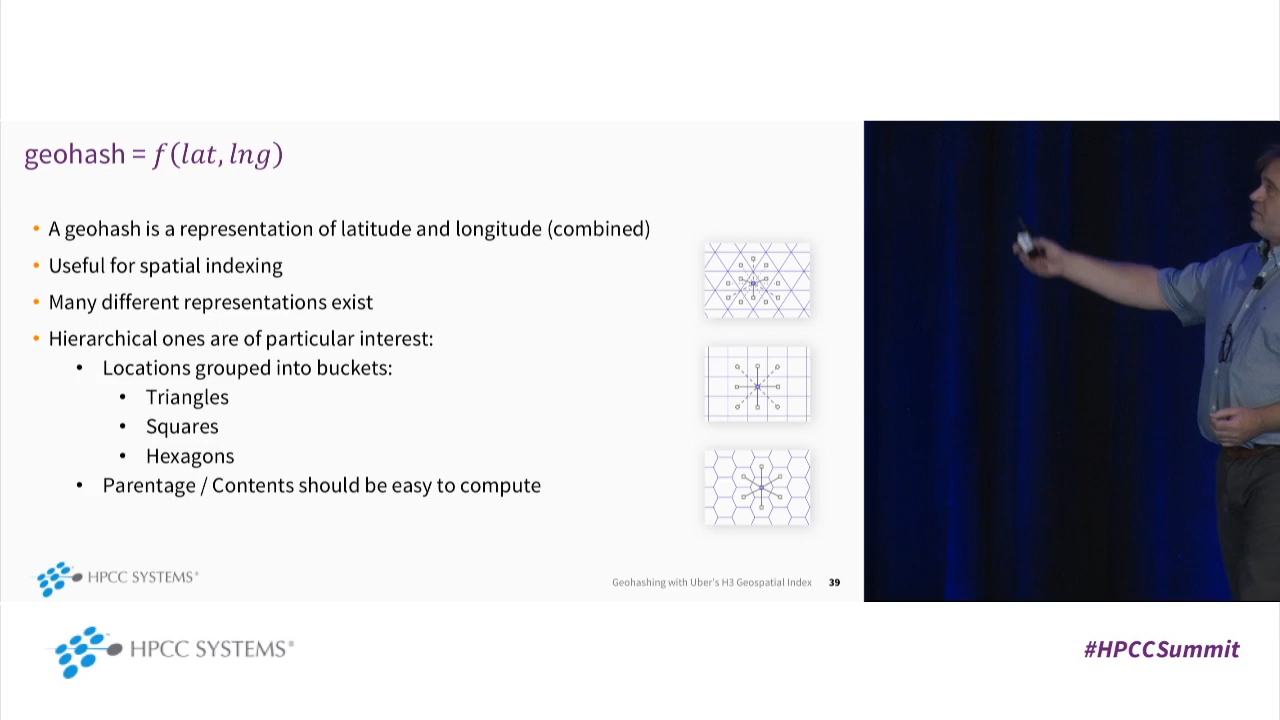 geohash = f(lat, lng)
• A geohash is a representation of latitude and longitude (combined)
• Useful for spatial indexing
• Many different representations exist
• Hierarchical ones are of particular interest:
• Locations grouped into buckets:
• Triangles
• Squares
• Hexagons
• Parentage / Contents should be easy to compute
HPCC SYSTEMS®
Geohashing with Uber's H3 Geospatial Index 39
HPCC SYSTEMS®
#HPCCSummit